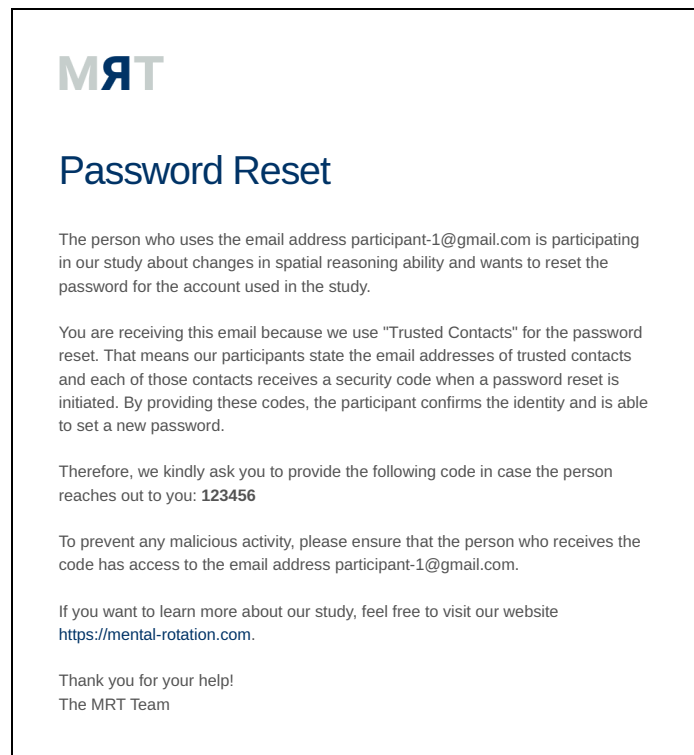 MЯT
Password Reset
The person who uses the email address participant-1@gmail.com is participating
in our study about changes in spatial reasoning ability and wants to reset the
password for the account used in the study.
You are receiving this email because we use "Trusted Contacts" for the password
reset. That means our participants state the email addresses of trusted contacts
and each of those contacts receives a security code when a password reset is
initiated. By providing these codes, the participant confirms the identity and is able
to set a new password.
Therefore, we kindly ask you to provide the following code in case the person
reaches out to you: 123456
To prevent any malicious activity, please ensure that the person who receives the
code has access to the email address participant-1@gmail.com.
If you want to learn more about our study, feel free to visit our website
https://mental-rotation.com.
Thank you for your help!
The MRT Team